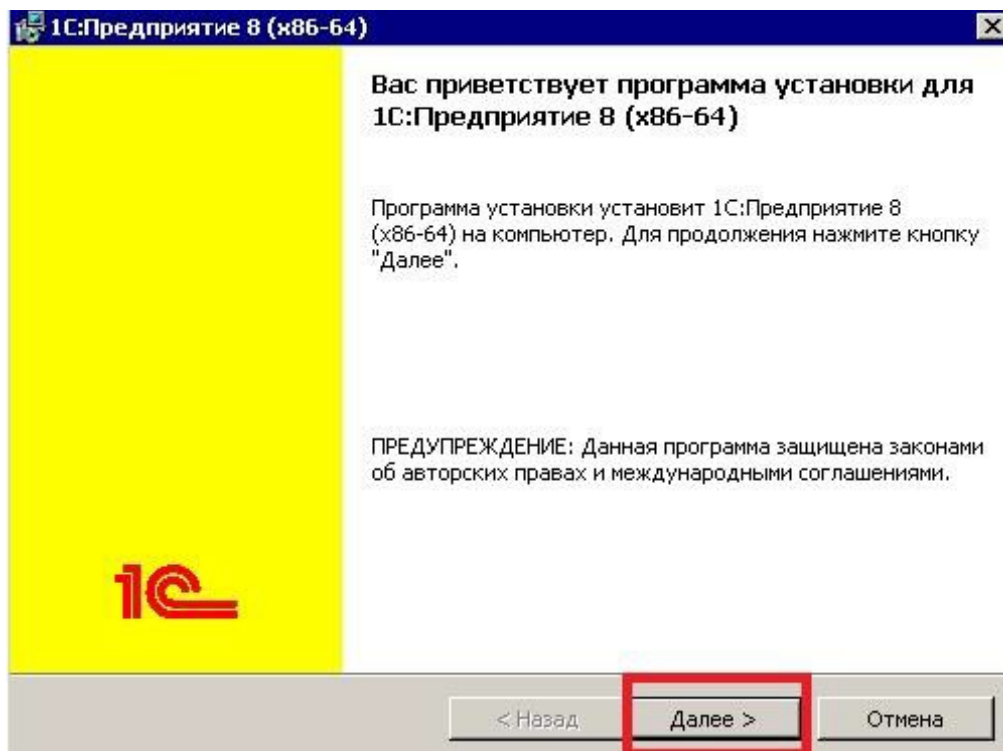 1С:Предприятие 8 (x86-64)
Вас приветствует программа установки для
1С:Предприятие 8 (x86-64)
Программа установки установит 1С:Предприятие 8
(x86-64) на компьютер. Для продолжения нажмите кнопку
"Далее".
ПРЕДУПРЕЖДЕНИЕ: Данная программа защищена законами
об авторских правах и международными соглашениями.
1С
< Назад
Далее >
Отмена